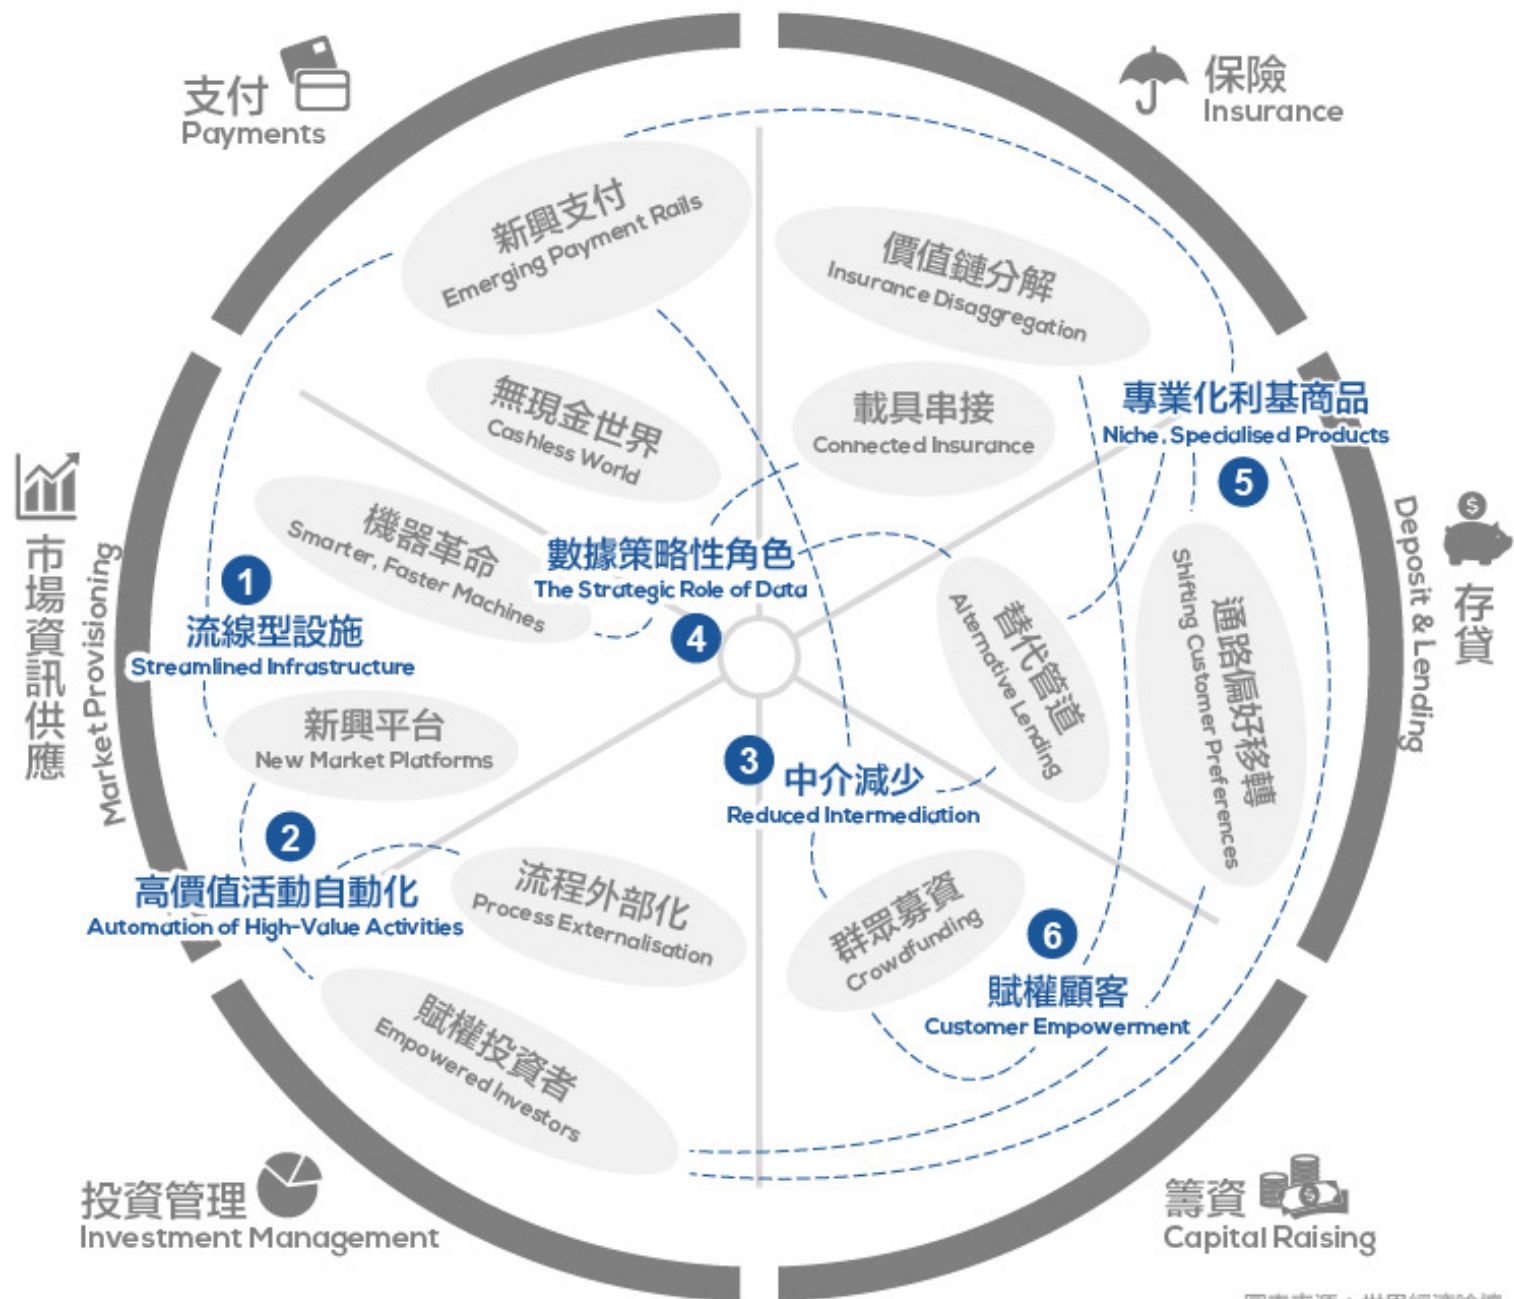 支付
Payments
保險
Insurance
新興支付
Emerging Payment Rails
價值鏈分解
Insurance Disaggregation
無現金世界
Cashless World
載具串接
Connected Insurance
專業化利基商品
Niche, Specialised Products
5
市場資訊供應
Market Provisioning
機器革命
Smarter, Faster Machines
數據策略性角色
The Strategic Role of Data
4
1
流線型設施
Streamlined Infrastructure
替代管道
Alternative Lending
通路偏好移轉
Shifting Customer Preferences
存貸
Deposit & Lending
新興平台
New Market Platforms
3
中介減少
Reduced Intermediation
2
高價值活動自動化
Automation of High-Value Activities
流程外部化
Process Externalisation
群眾募資
Crowdfunding
6
賦權顧客
Customer Empowerment
賦權投資者
Empowered Investors
投資管理
Investment Management
籌資
Capital Raising